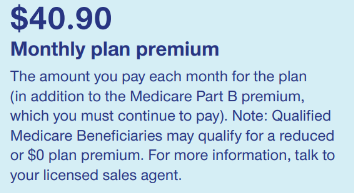 $40.90
Monthly plan premium
The amount you pay each month for the plan
(in addition to the Medicare Part B premium,
which you must continue to pay). Note: Qualified
Medicare Beneficiaries may qualify for a reduced
or $0 plan premium. For more information, talk to
your licensed sales agent.